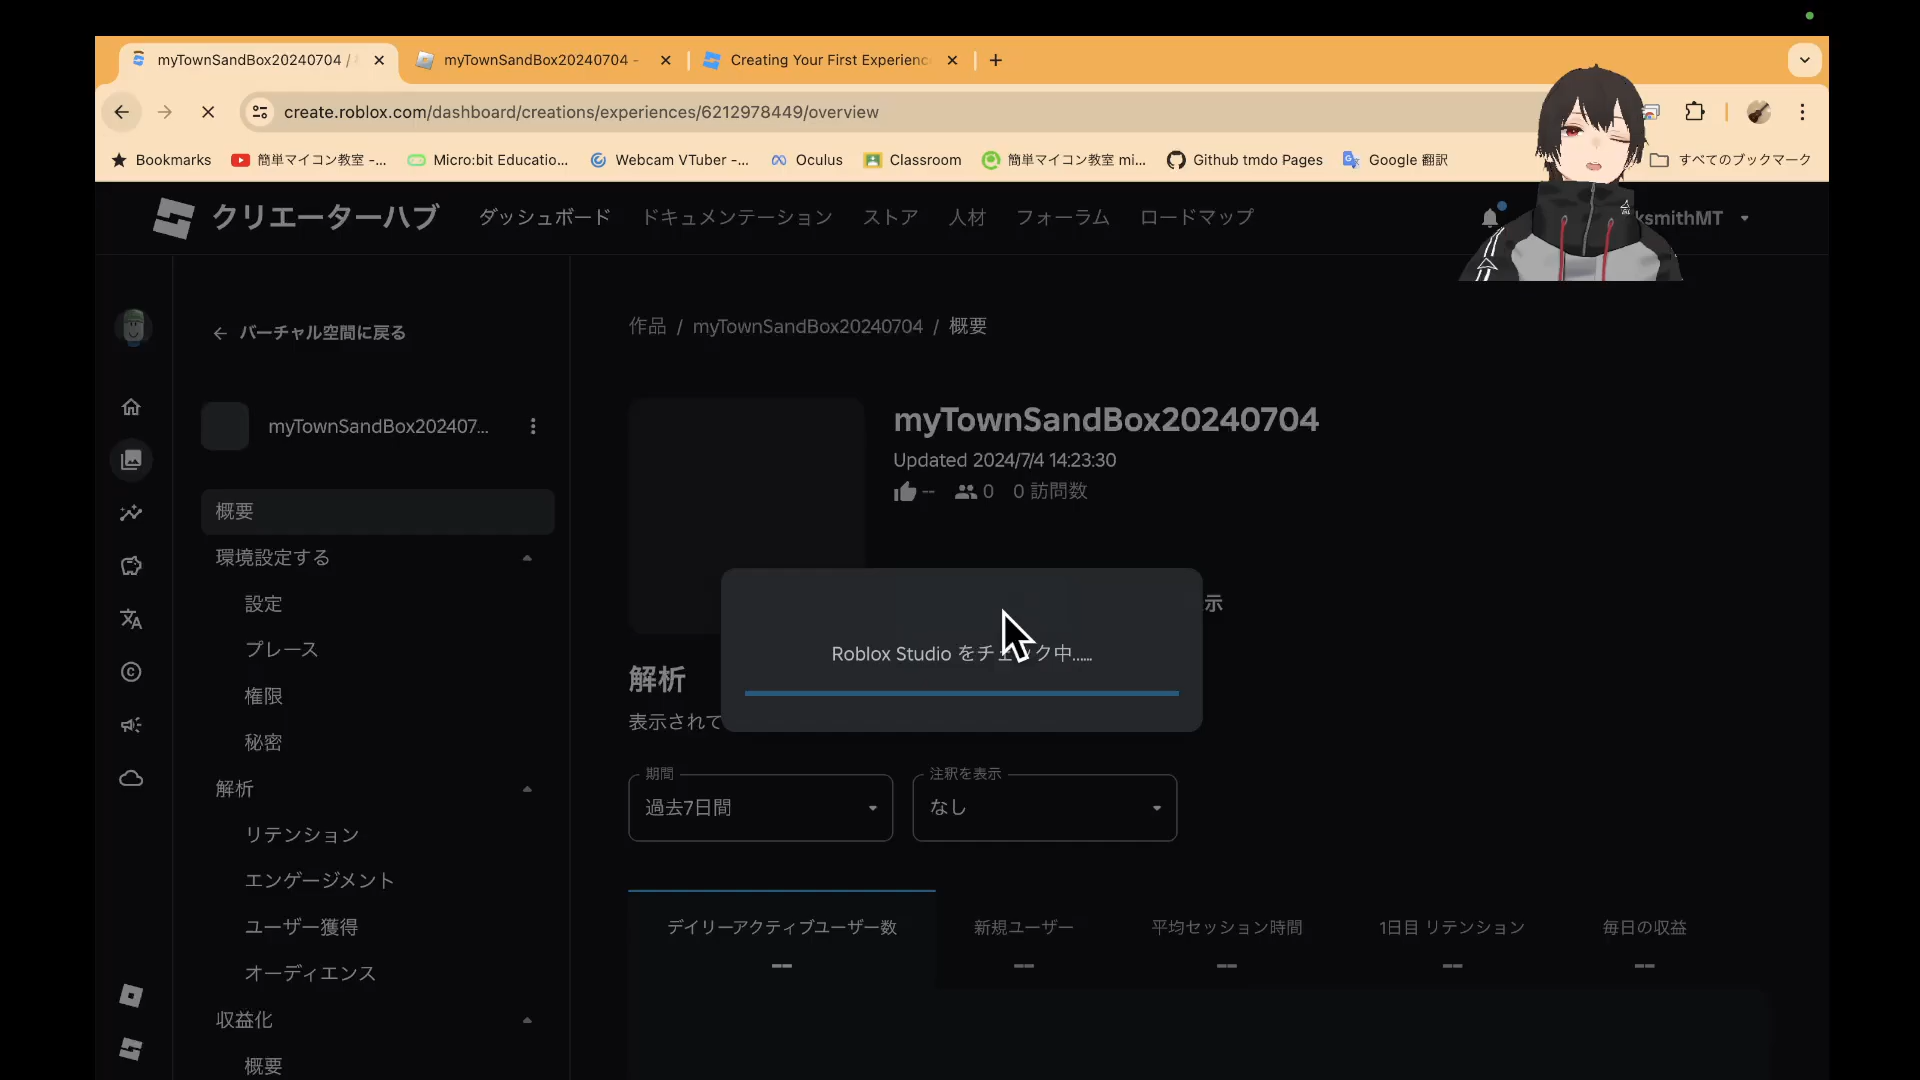 myTownSandBox20240704 /
myTownSandBox20240704 -
Creating Your First Experienc
create.roblox.com/dashboard/creations/experiences/6212978449/overview
Bookmarks
簡単マイコン教室 -...
Micro:bit Educatio...
Webcam VTuber -...
Oculus
Classroom
簡単マイコン教室 mi...
Github tmdo Pages
Google 翻訳
すべてのブックマーク
クリエーターハブ
ダッシュボード
ドキュメンテーション
ストア
人材
フォーラム
ロードマップ
ksmithMT
← バーチャル空間に戻る
myTownSandBox202407...
概要
環境設定する
設定
プレース
権限
秘密
解析
リテンション
エンゲージメント
ユーザー獲得
オーディエンス
収益化
概要
作品 / myTownSandBox20240704 / 概要
myTownSandBox20240704
Updated 2024/7/4 14:23:30
-- 0 0 訪問数
示
Roblox Studio をチェック中......
解析
表示されて
期間
過去7日間
注釈を表示
なし
デイリーアクティブユーザー数
--
新規ユーザー
--
平均セッション時間
--
1日目 リテンション
--
毎日の収益
--